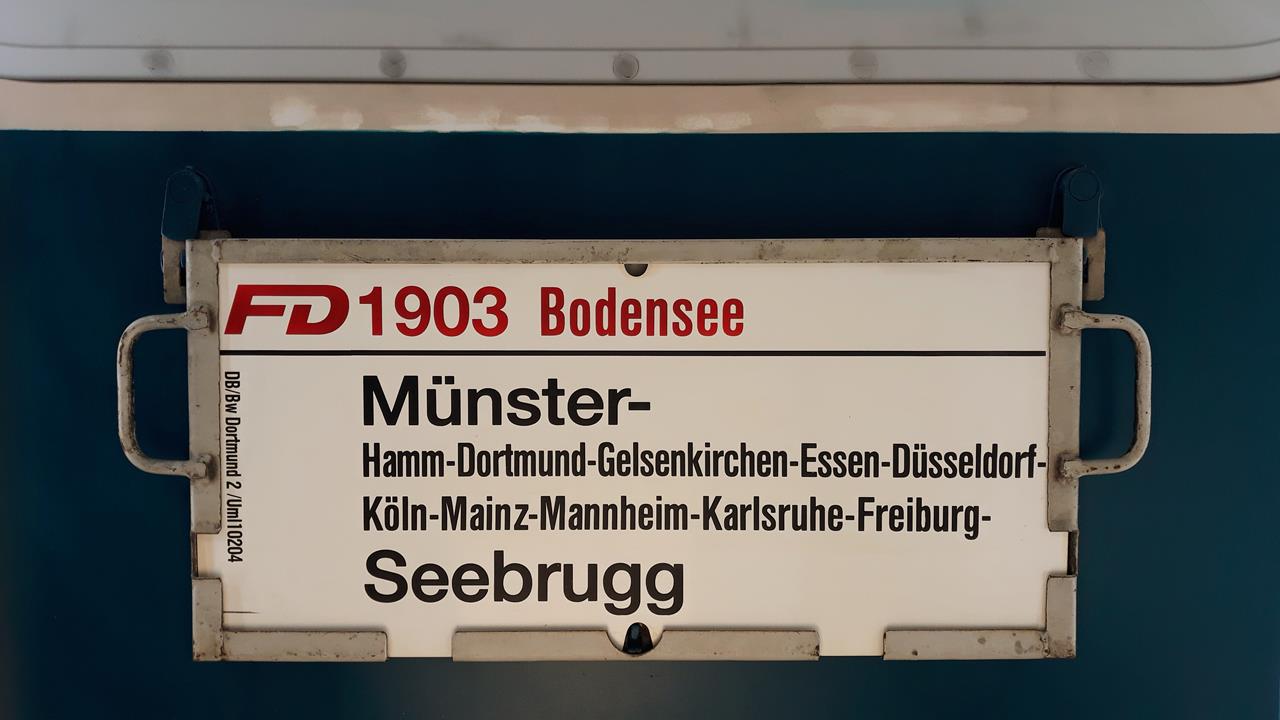 FD 1903 Bodensee
Münster-
Hamm-Dortmund-Gelsenkirchen-Essen-Düsseldorf-
Köln-Mainz-Mannheim-Karlsruhe-Freiburg-
Seebrugg
DB/Bw Dortmund 2 /Uml10204